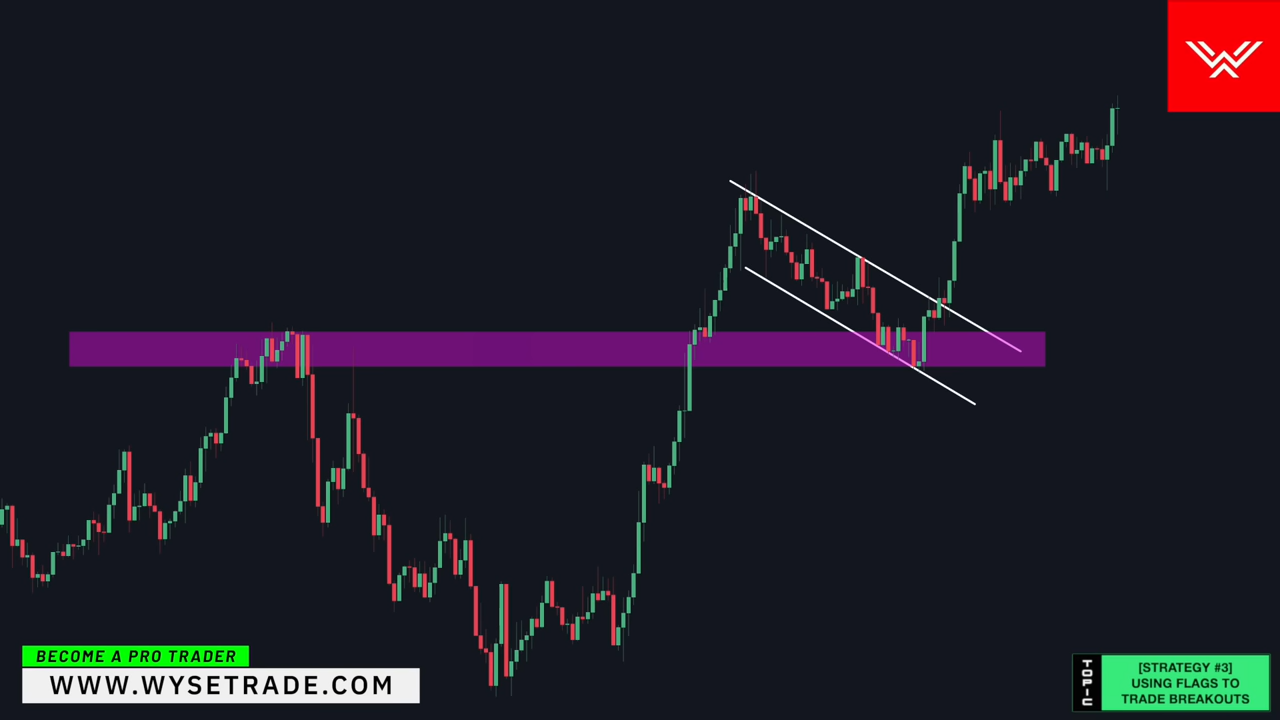 BECOME A PRO TRADER
WWW.WYSETRADE.COM
TOPIC
[STRATEGY #3]
USING FLAGS TO
TRADE BREAKOUTS